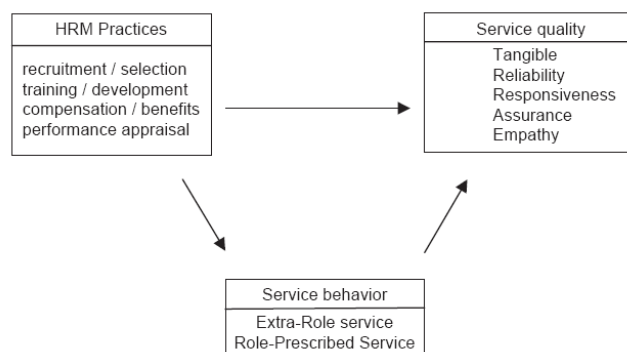 HRM Practices
recruitment / selection
training / development
compensation / benefits
performance appraisal
Service quality
Tangible
Reliability
Responsiveness
Assurance
Empathy
Service behavior
Extra-Role service
Role-Prescribed Service